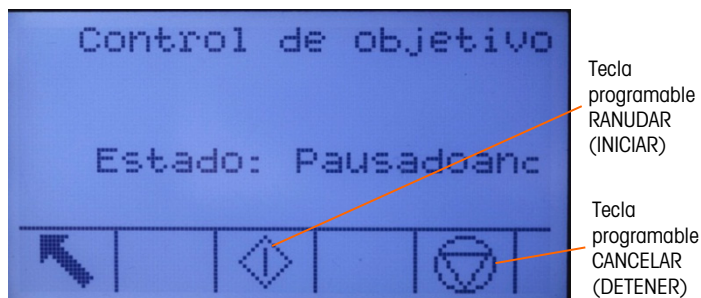 Control de objetivo
Estado: Pausadoanc
Tecla
programable
RANUDAR
(INICIAR)
Tecla
programable
CANCELAR
(DETENER)